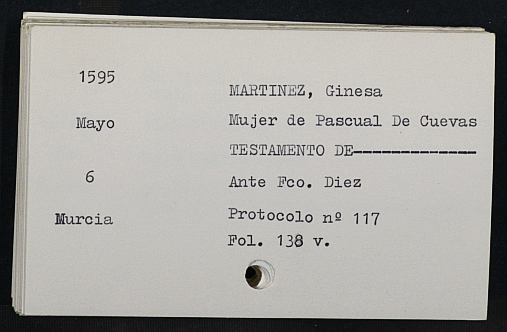 1595
MARTINEZ, Ginesa
Mayo
Mujer de Pascual De Cuevas
TESTAMENTO DE-------------
6
Ante Fco. Diez
Murcia
Protocolo nº 117
Fol. 138 v.